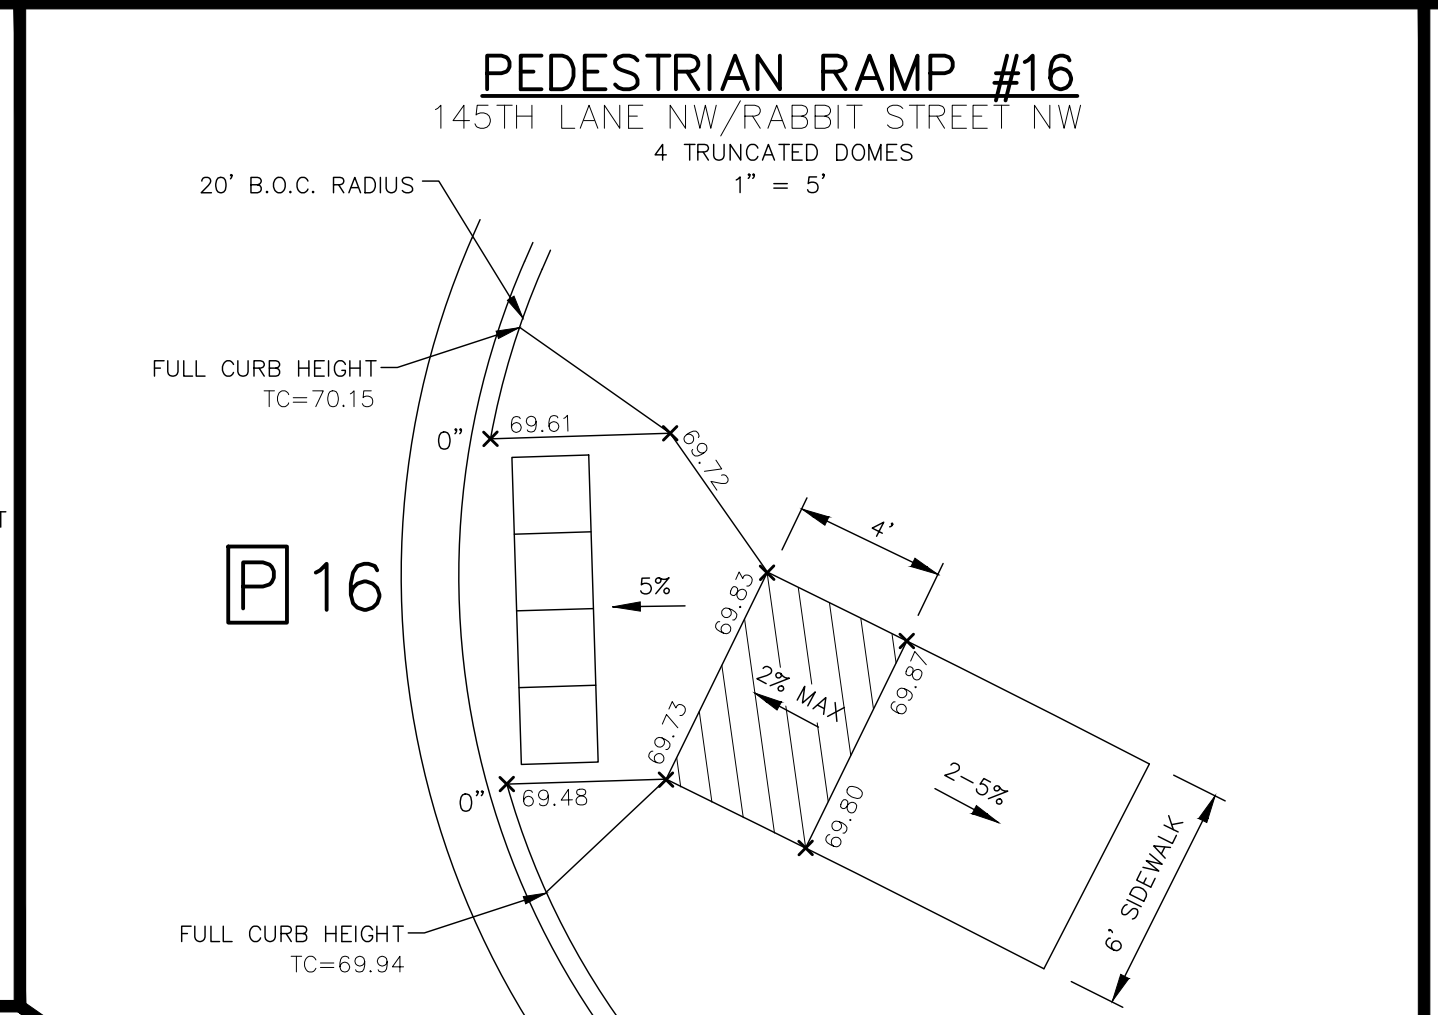 PEDESTRIAN RAMP #16
145TH LANE NW/RABBIT STREET NW
4 TRUNCATED DOMES
1" = 5'
20' B.O.C. RADIUS
FULL CURB HEIGHT
TC=70.15
0"
69.61
69.72
T
4'
P 16
5%
69.83
2% MAX
69.87
69.73
2-5%
0"
69.48
69.80
6' SIDEWALK
FULL CURB HEIGHT
TC=69.94